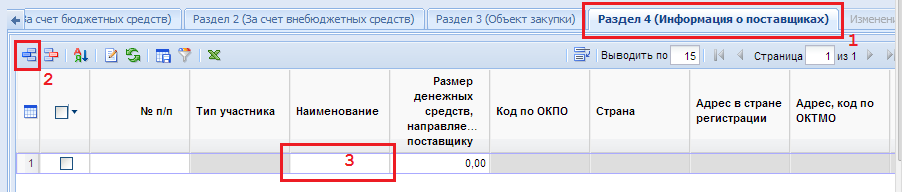 За счет бюджетных средств)
Раздел 2 (За счет внебюджетных средств)
Раздел 3 (Объект закупки)
Раздел 4 (Информация о поставщиках)
Изменени
1
Выводить по 15
Страница 1 из 1
2
№ п/п
Тип участника
Наименование
Размер
денежных
средств,
направляе...
поставщику
Код по ОКПО
Страна
Адрес в стране
регистрации
Адрес, код по
ОКТМО
1
3
0,00